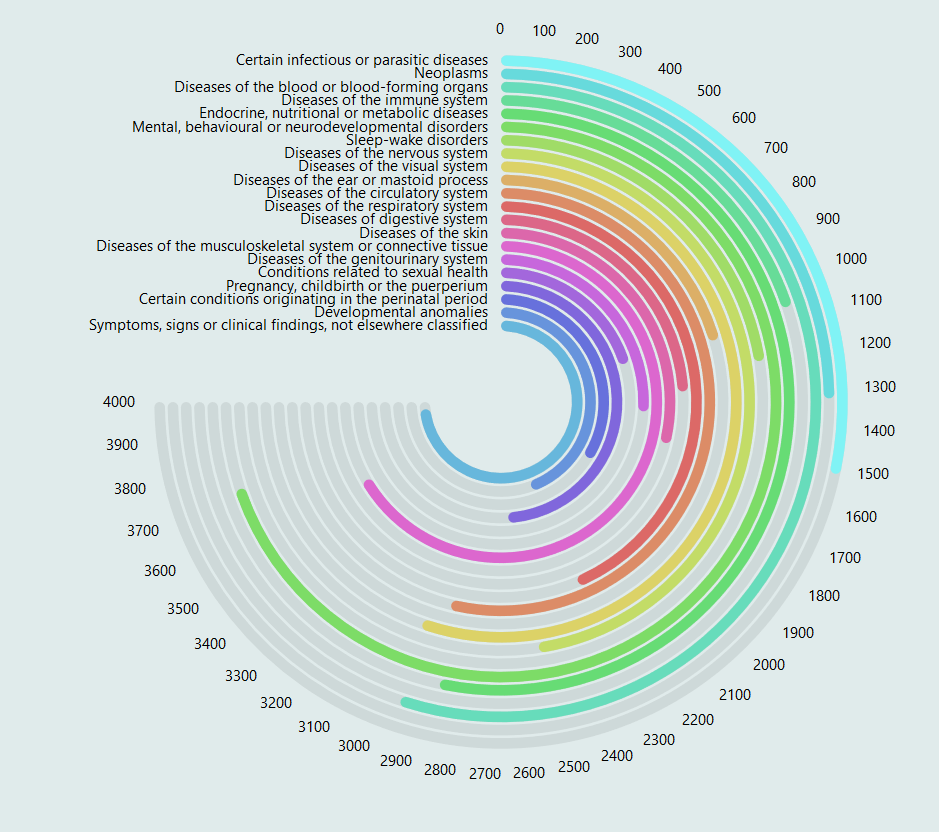 0
100
200
300
400
500
600
700
800
900
1000
1100
1200
1300
1400
1500
1600
1700
1800
1900
2000
2100
2200
2300
2400
2500
2600
2700
2800
2900
3000
3100
3200
3300
3400
3500
3600
3700
3800
3900
4000
Certain infectious or parasitic diseases
Neoplasms
Diseases of the blood or blood-forming organs
Diseases of the immune system
Endocrine, nutritional or metabolic diseases
Mental, behavioural or neurodevelopmental disorders
Sleep-wake disorders
Diseases of the nervous system
Diseases of the visual system
Diseases of the ear or mastoid process
Diseases of the circulatory system
Diseases of the respiratory system
Diseases of digestive system
Diseases of the skin
Diseases of the musculoskeletal system or connective tissue
Diseases of the genitourinary system
Conditions related to sexual health
Pregnancy, childbirth or the puerperium
Certain conditions originating in the perinatal period
Developmental anomalies
Symptoms, signs or clinical findings, not elsewhere classified